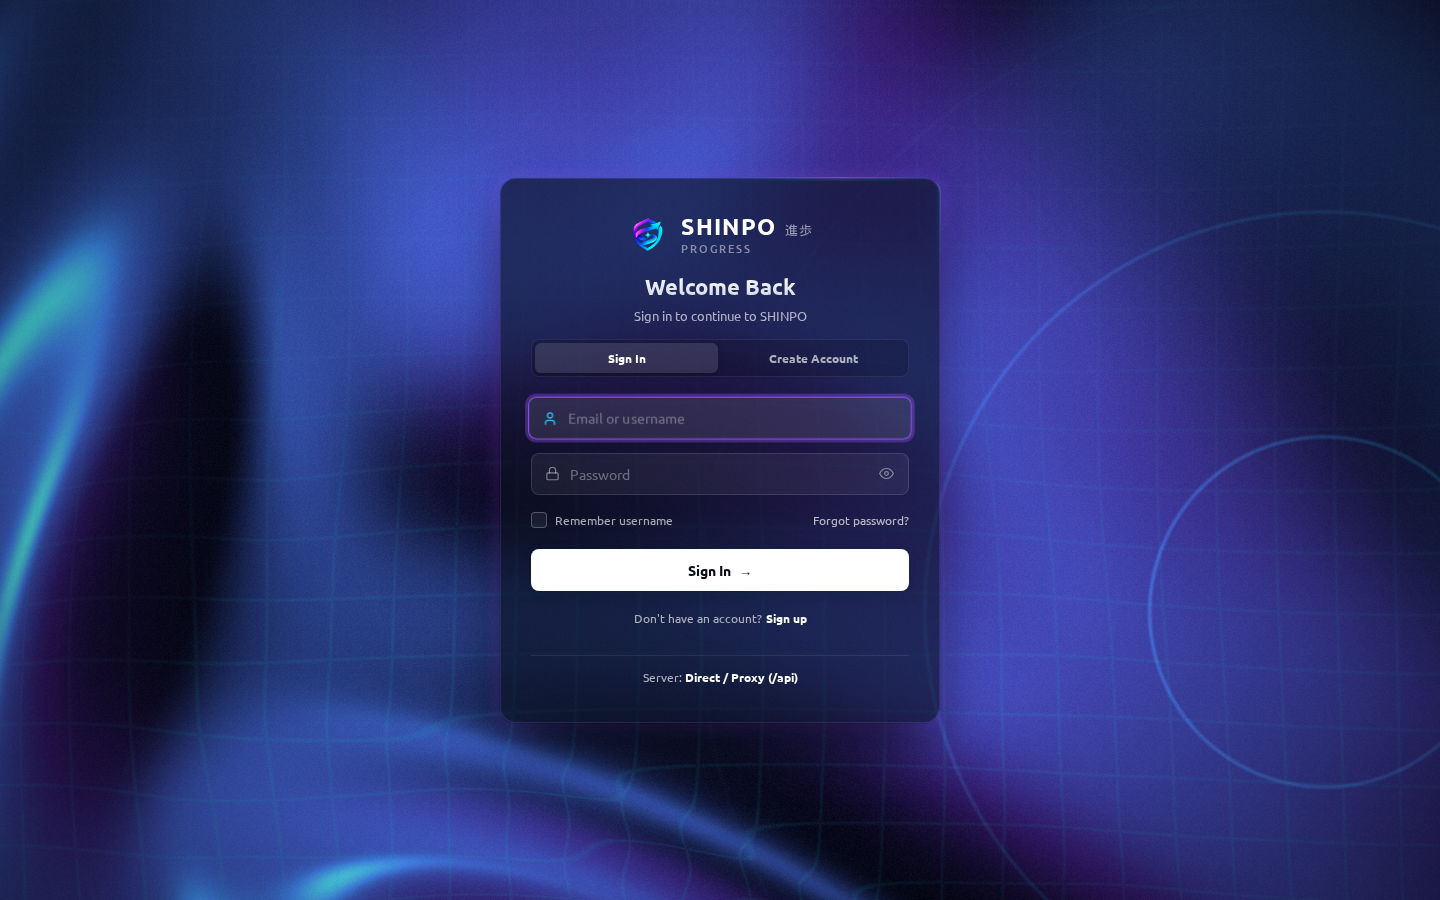 SHINPO 進歩
PROGRESS
Welcome Back
Sign in to continue to SHINPO
Sign In Create Account
Email or username
Password
Remember username Forgot password?
Sign In →
Don't have an account? Sign up
Server: Direct / Proxy (/api)